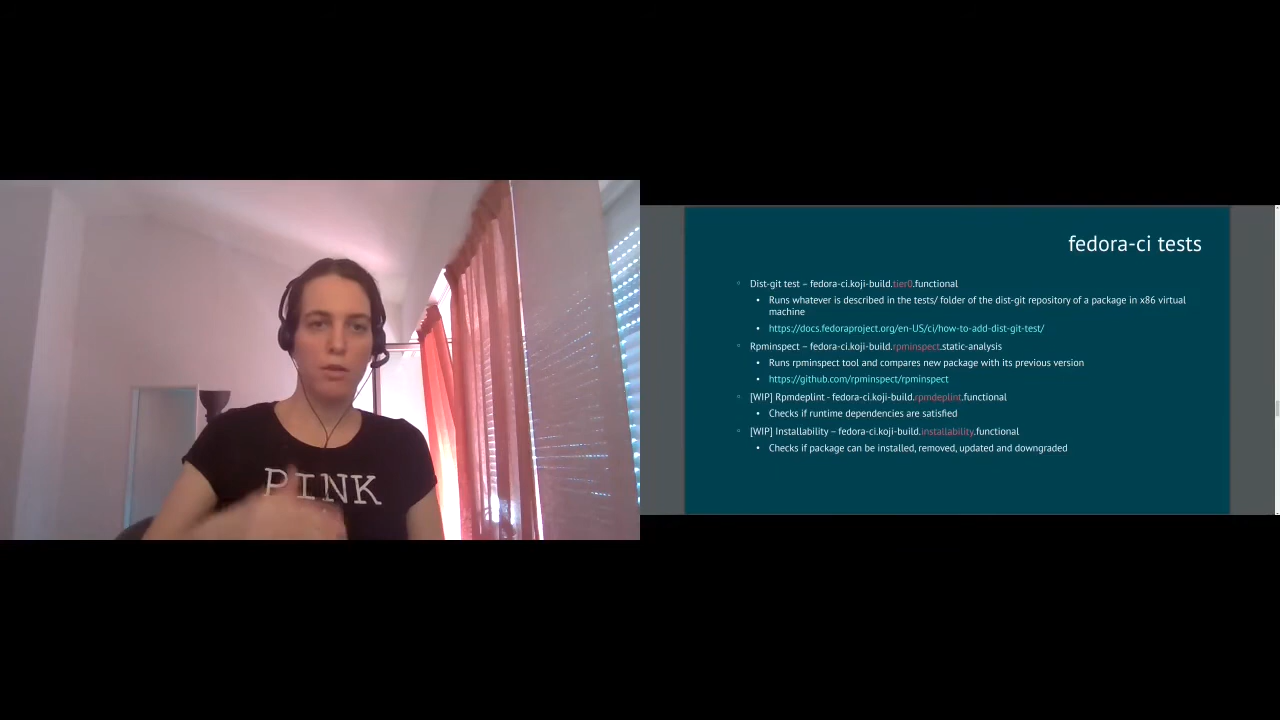 PINK
fedora-ci tests
Dist-git test – fedora-ci.koji-build.tier0.functional
Runs whatever is described in the tests/ folder of the dist-git repository of a package in x86 virtual
machine
https://docs.fedoraproject.org/en-US/ci/how-to-add-dist-git-test/
Rpminspect – fedora-ci.koji-build.rpminspect.static-analysis
Runs rpminspect tool and compares new package with its previous version
https://github.com/rpminspect/rpminspect
[WIP] Rpmdeplint - fedora-ci.koji-build.rpmdeplint.functional
Checks if runtime dependencies are satisfied
[WIP] Installability – fedora-ci.koji-build.installability.functional
Checks if package can be installed, removed, updated and downgraded